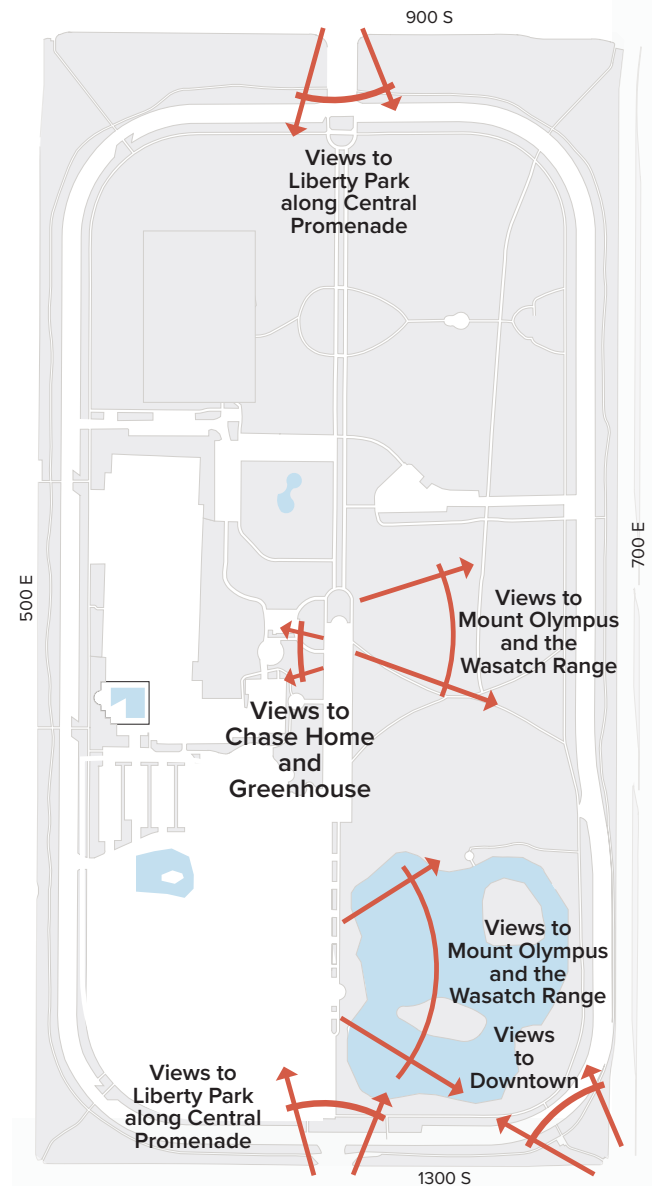 900 S
Views to
Liberty Park
along Central
Promenade
500 E
700 E
Views to
Mount Olympus
and the
Wasatch Range
Views to
Chase Home
and
Greenhouse
Views to
Mount Olympus
and the
Wasatch Range
Views
to
Downtown
Views to
Liberty Park
along Central
Promenade
1300 S